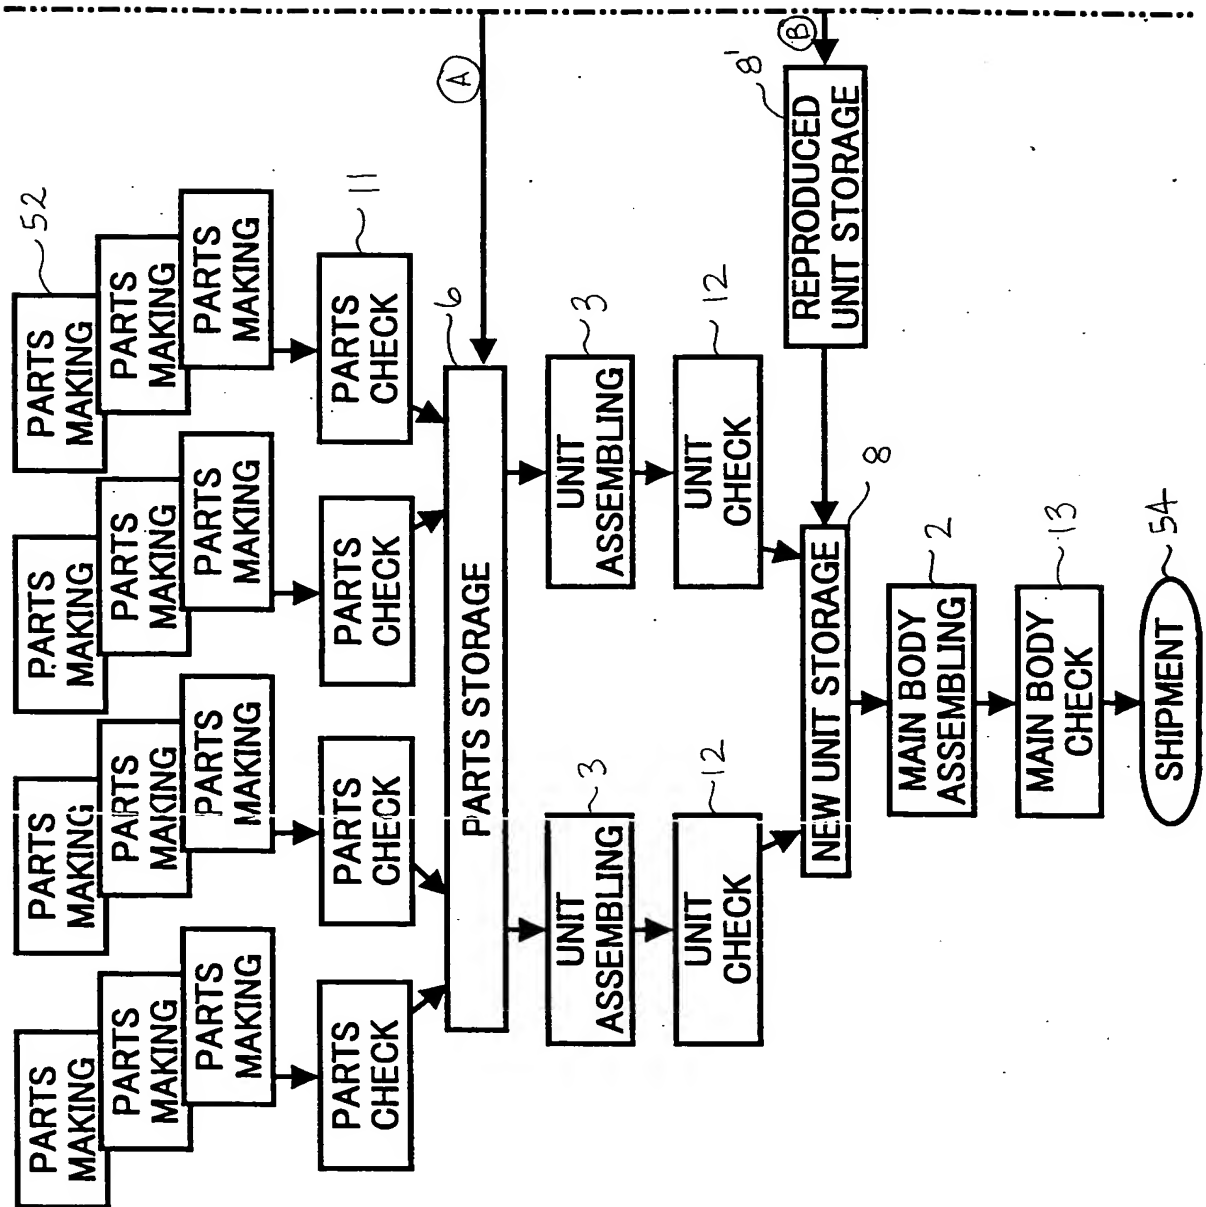 PARTS
MAKING
PARTS
MAKING
PARTS
MAKING
PARTS
MAKING
PARTS
MAKING
PARTS
MAKING
PARTS
MAKING
PARTS
MAKING
PARTS
MAKING
PARTS
MAKING
PARTS
MAKING
PARTS
MAKING
52
PARTS
CHECK
PARTS
CHECK
PARTS
CHECK
PARTS
CHECK
11
PARTS STORAGE
6
A
UNIT
ASSEMBLING
3
UNIT
ASSEMBLING
3
UNIT
CHECK
12
UNIT
CHECK
12
REPRODUCED
UNIT STORAGE
8'
B
NEW UNIT STORAGE
8
MAIN BODY
ASSEMBLING
2
MAIN BODY
CHECK
13
SHIPMENT
54